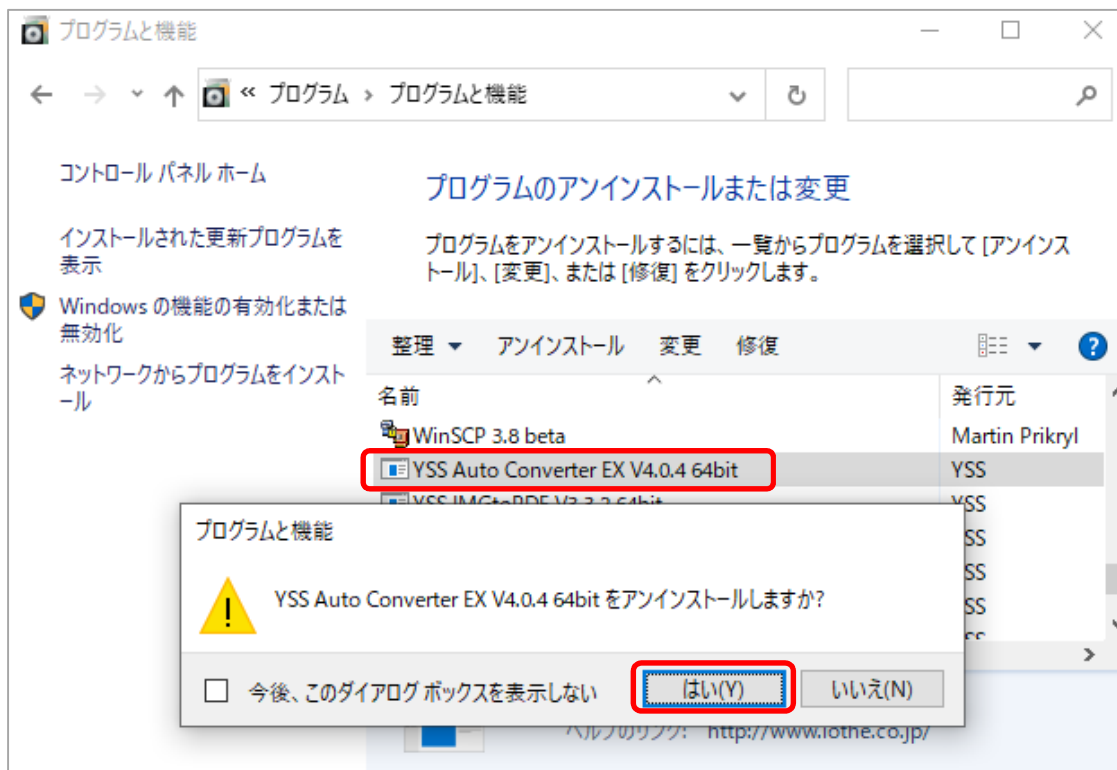 プログラムと機能
« プログラム › プログラムと機能
コントロール パネル ホーム
インストールされた更新プログラムを
表示
Windows の機能の有効化または
無効化
ネットワークからプログラムをインスト
ール
プログラムのアンインストールまたは変更
プログラムをアンインストールするには、一覧からプログラムを選択して [アンインス
トール]、[変更]、または [修復] をクリックします。
整理 アンインストール 変更 修復
名前 発行元
WinSCP 3.8 beta Martin Prikryl
YSS Auto Converter EX V4.0.4 64bit YSS
YSS IMGtoPDF V3.3.2 64bit YSS
プログラムと機能
YSS Auto Converter EX V4.0.4 64bit をアンインストールしますか?
今後、このダイアログ ボックスを表示しない
はい(Y) いいえ(N)
ヘルプのリンク: http://www.iothe.co.jp/